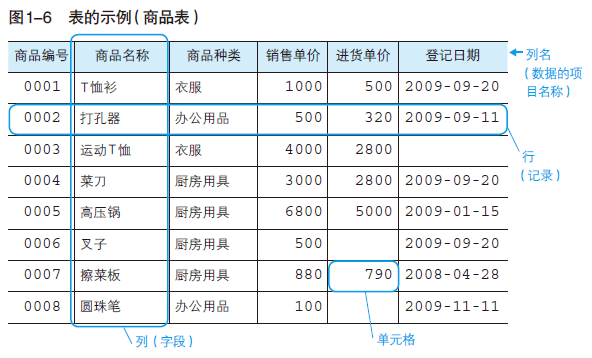 图1-6 表的示例(商品表)
商品编号 商品名称 商品种类 销售单价 进货单价 登记日期
0001 T恤衫 衣服 1000 500 2009-09-20
0002 打孔器 办公用品 500 320 2009-09-11
0003 运动T恤 衣服 4000 2800
0004 菜刀 厨房用具 3000 2800 2009-09-20
0005 高压锅 厨房用具 6800 5000 2009-01-15
0006 叉子 厨房用具 500 2009-09-20
0007 擦菜板 厨房用具 880 790 2008-04-28
0008 圆珠笔 办公用品 100 2009-11-11
列名
(数据的项
目名称)
行
(记录)
列(字段)
单元格